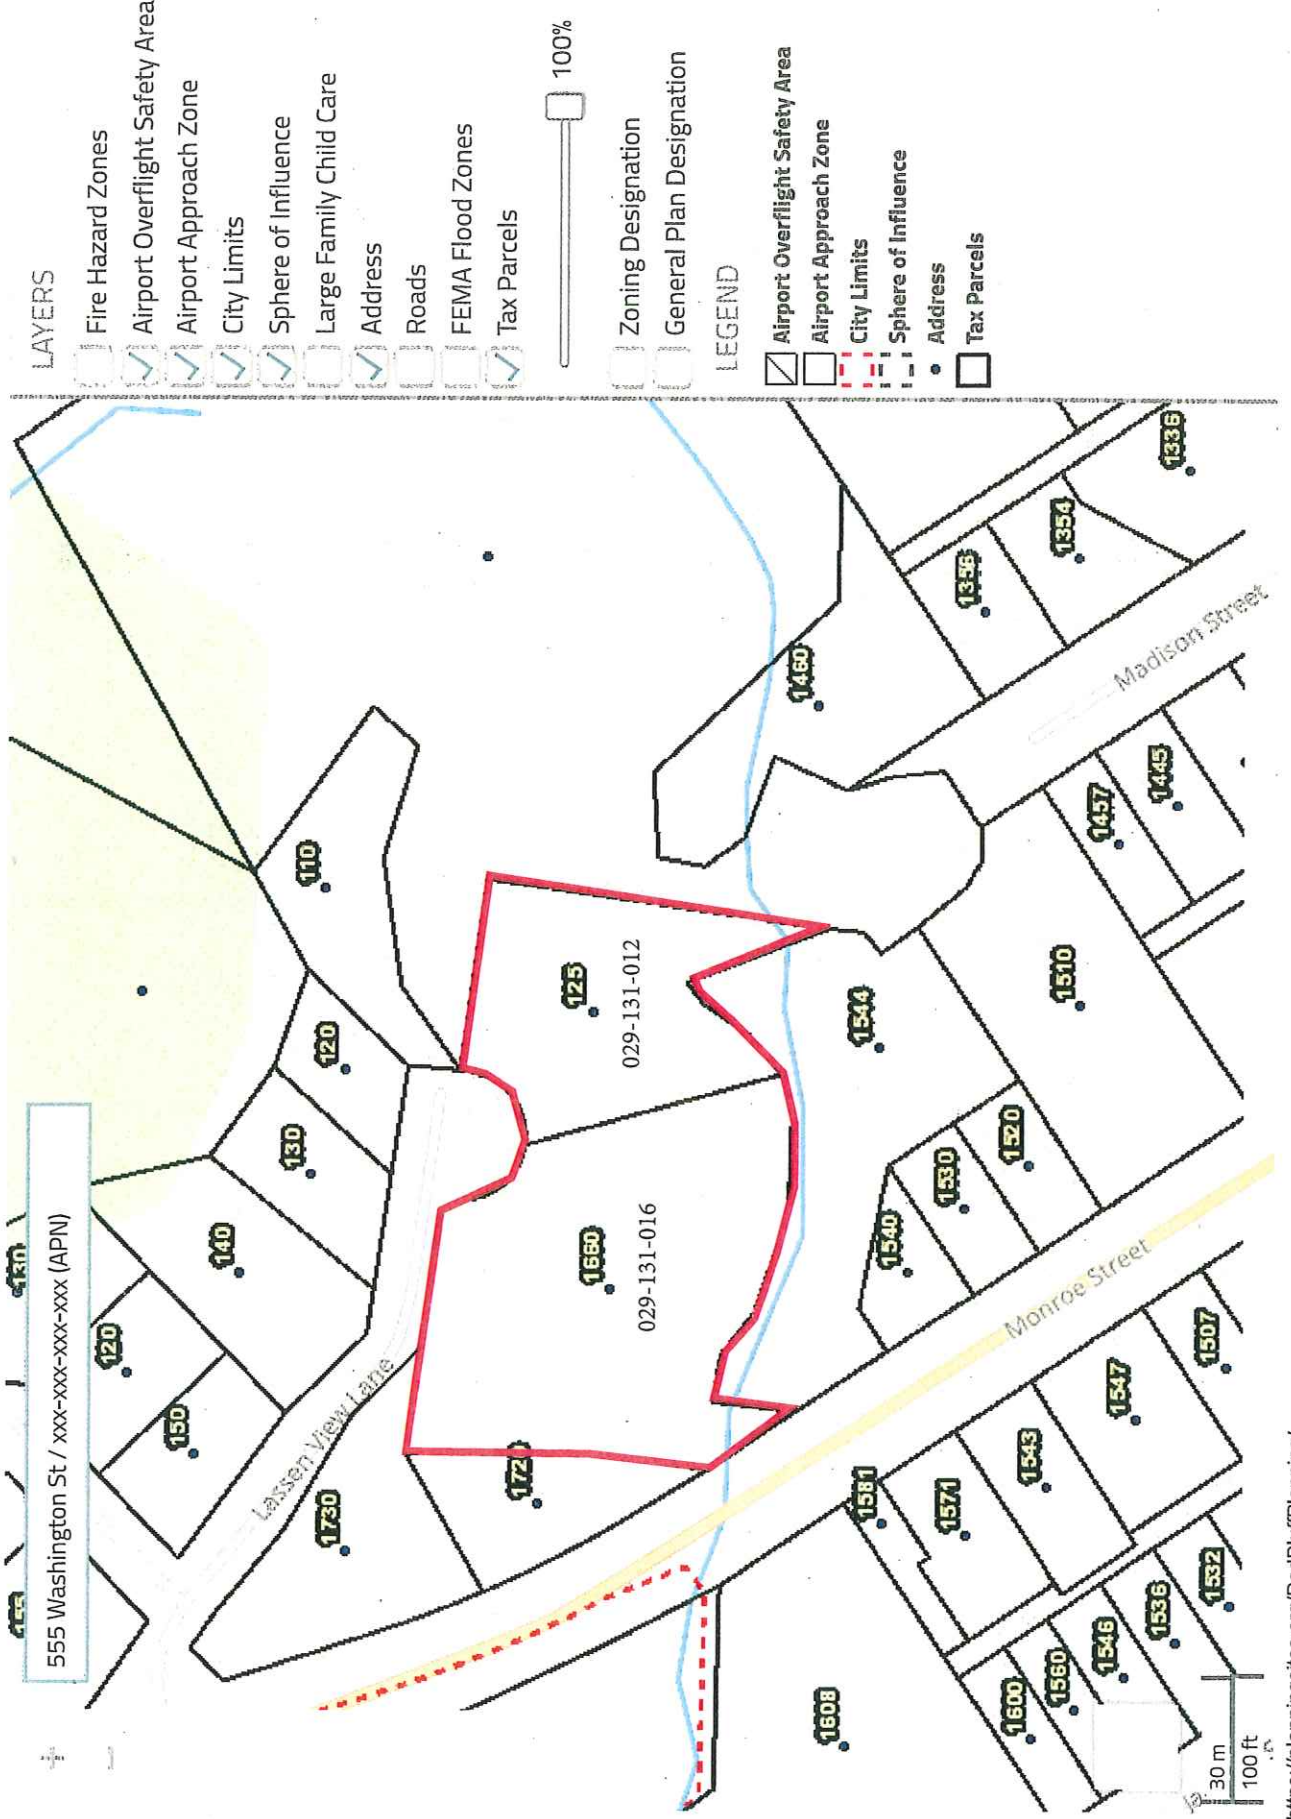 555 Washington St / xxx-xxx-xxx-xxx (APN)
130
155
120
150
140
130
120
110
Lassen View Lane
1730
1660
029-131-016
125
029-131-012
1460
1356
1354
1336
Madison Street
1544
1510
1457
1445
1540
1530
1520
Monroe Street
1581
1571
1543
1547
1507
1608
1600
1560
1546
1536
1532
30 m
100 ft
LAYERS
Fire Hazard Zones
Airport Overflight Safety Area
Airport Approach Zone
City Limits
Sphere of Influence
Large Family Child Care
Address
Roads
FEMA Flood Zones
Tax Parcels
100%
Zoning Designation
General Plan Designation
LEGEND
Airport Overflight Safety Area
Airport Approach Zone
City Limits
Sphere of Influence
Address
Tax Parcels